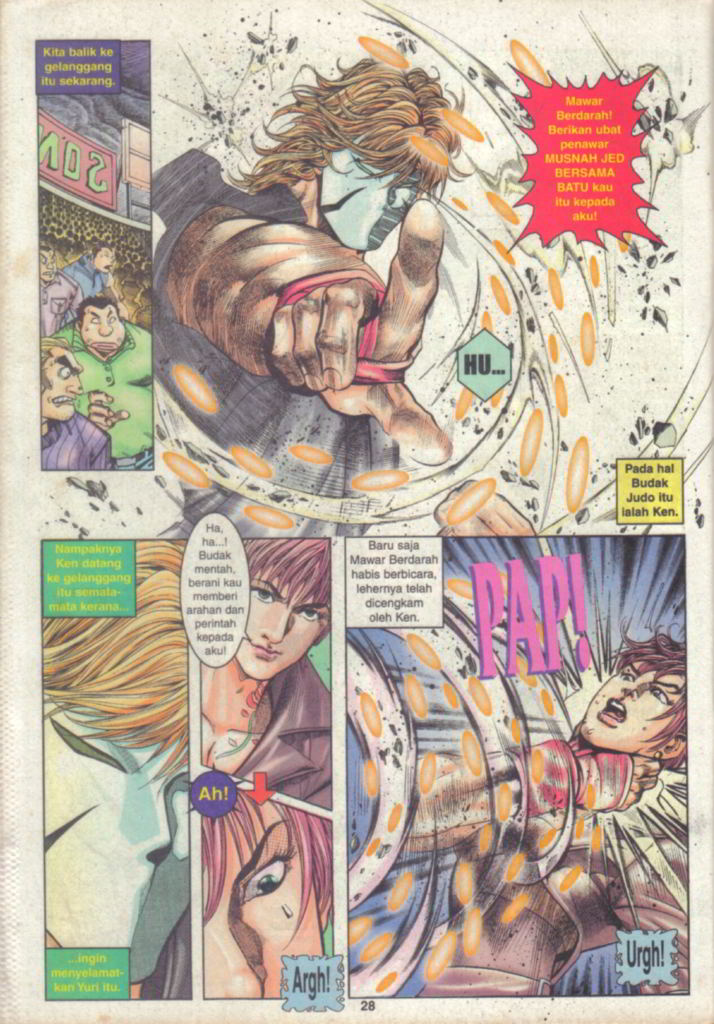 Kita balik ke
gelanggang
itu sekarang.
SON
Mawar
Berdarah!
Berikan ubat
penawar
MUSNAH JED
BERSAMA
BATU kau
itu kepada
aku!
HU...
Pada hal
Budak
Judo itu
ialah Ken.
Nampaknya
Ken datang
ke gelanggang
itu semata-
mata kerana...
...ingin
menyelamat-
kan Yuri itu.
Ha,
ha...!
Budak
mentah,
berani kau
memberi
arahan dan
perintah
kepada
aku!
Ah!
Argh!
Baru saja
Mawar Berdarah
habis berbicara,
lehernya telah
dicengkam
oleh Ken.
PAP!
Urgh!
28